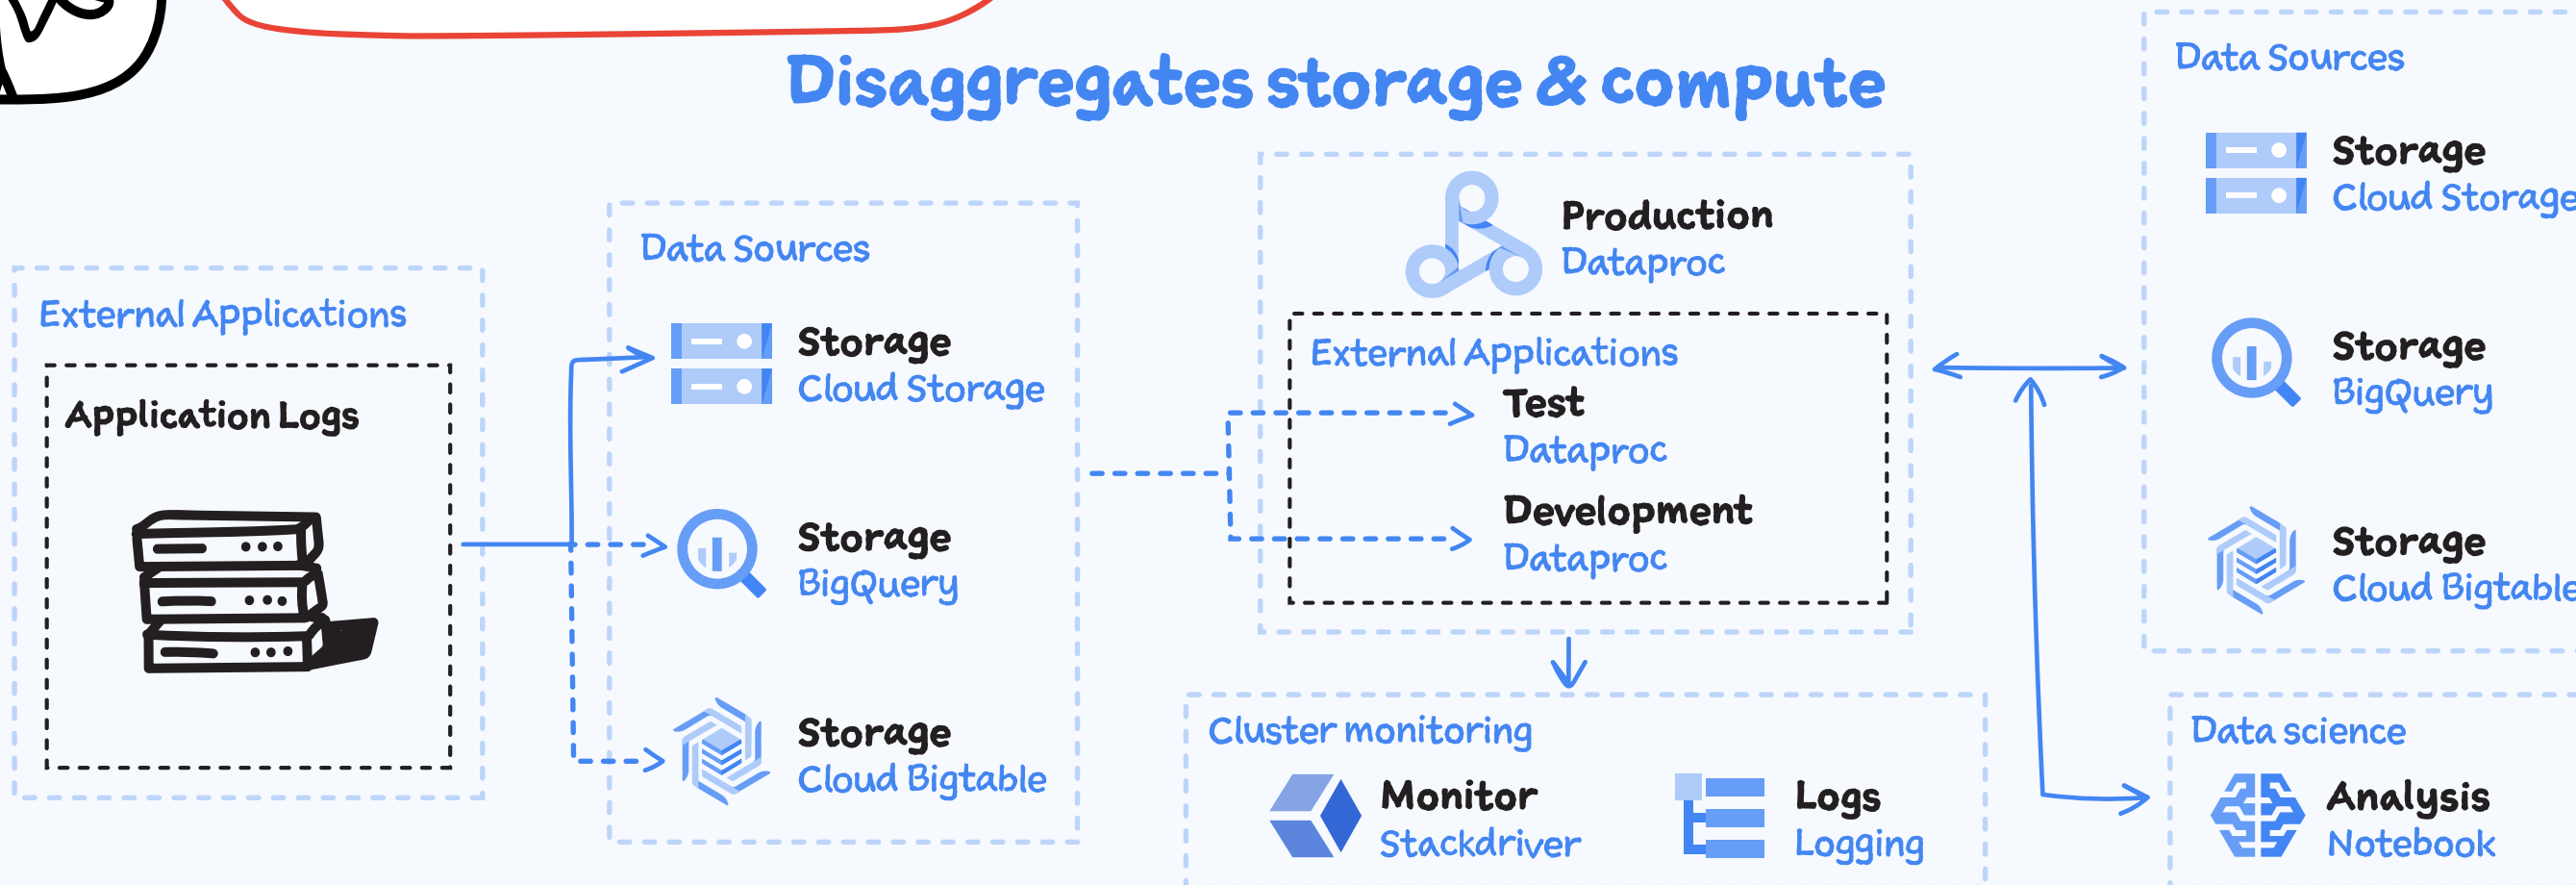 Disaggregates storage & compute
External Applications
Application Logs
Data Sources
Storage
Cloud Storage
Storage
BigQuery
Storage
Cloud Bigtable
Production
Dataproc
External Applications
Test
Dataproc
Development
Dataproc
Cluster monitoring
Monitor
Stackdriver
Logs
Logging
Data Sources
Storage
Cloud Storage
Storage
BigQuery
Storage
Cloud Bigtable
Data science
Analysis
Notebook